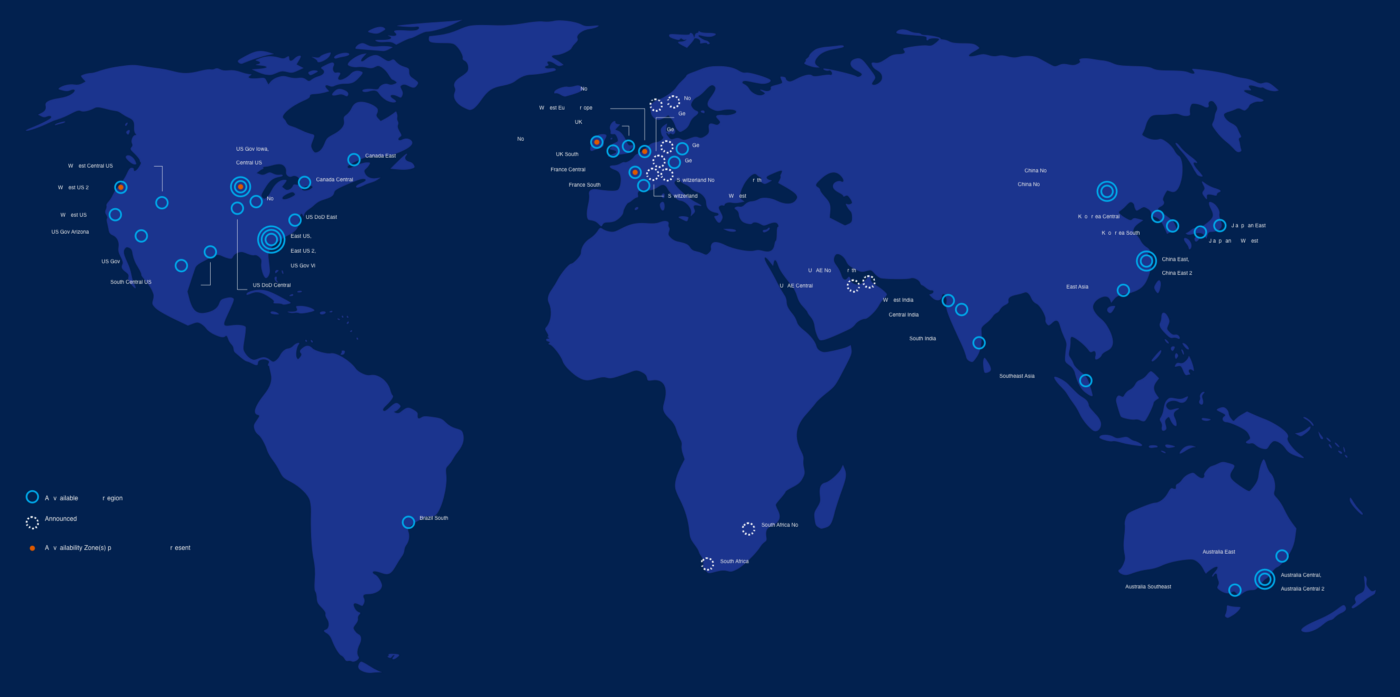 No
W est Eu r ope
UK
No
UK South
France Central
France South
No
Ge
Ge
Ge
Ge
S witzerland No r th
S witzerland W est
US Gov Iowa,
Central US
Canada East
W est Central US
Canada Central
W est US 2
No
W est US
US DoD East
US Gov Arizona
East US,
East US 2,
US Gov Vi
US Gov
South Central US
US DoD Central
China No
China No
K o r ea Central
K o r ea South
J a p an East
J a p an W est
China East,
China East 2
East Asia
U AE No r th
U AE Central
W est India
Central India
South India
Southeast Asia
A v ailable r egion
Announced
A v ailability Zone(s) p r esent
Brazil South
South Africa No
South Africa
Australia East
Australia Southeast
Australia Central,
Australia Central 2